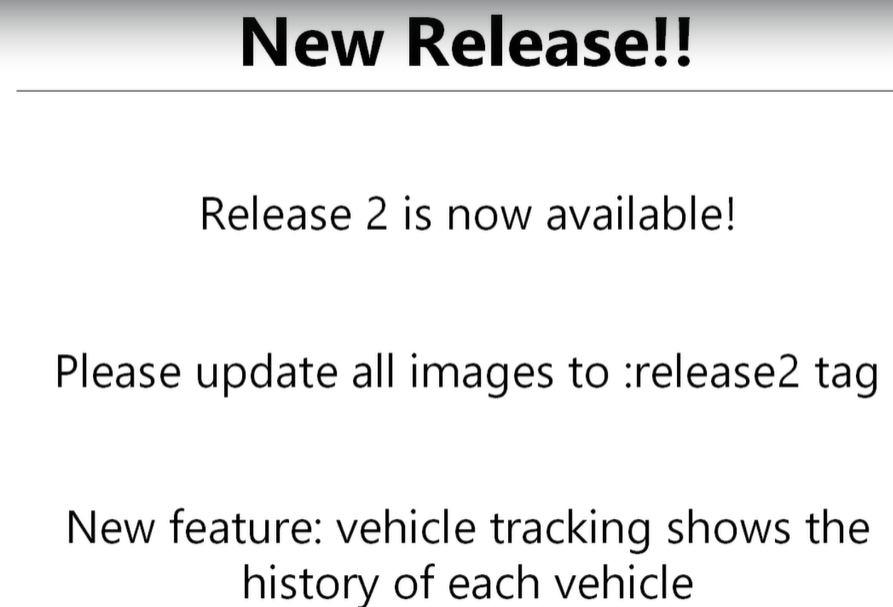 New Release!!
Release 2 is now available!
Please update all images to :release2 tag
New feature: vehicle tracking shows the
history of each vehicle